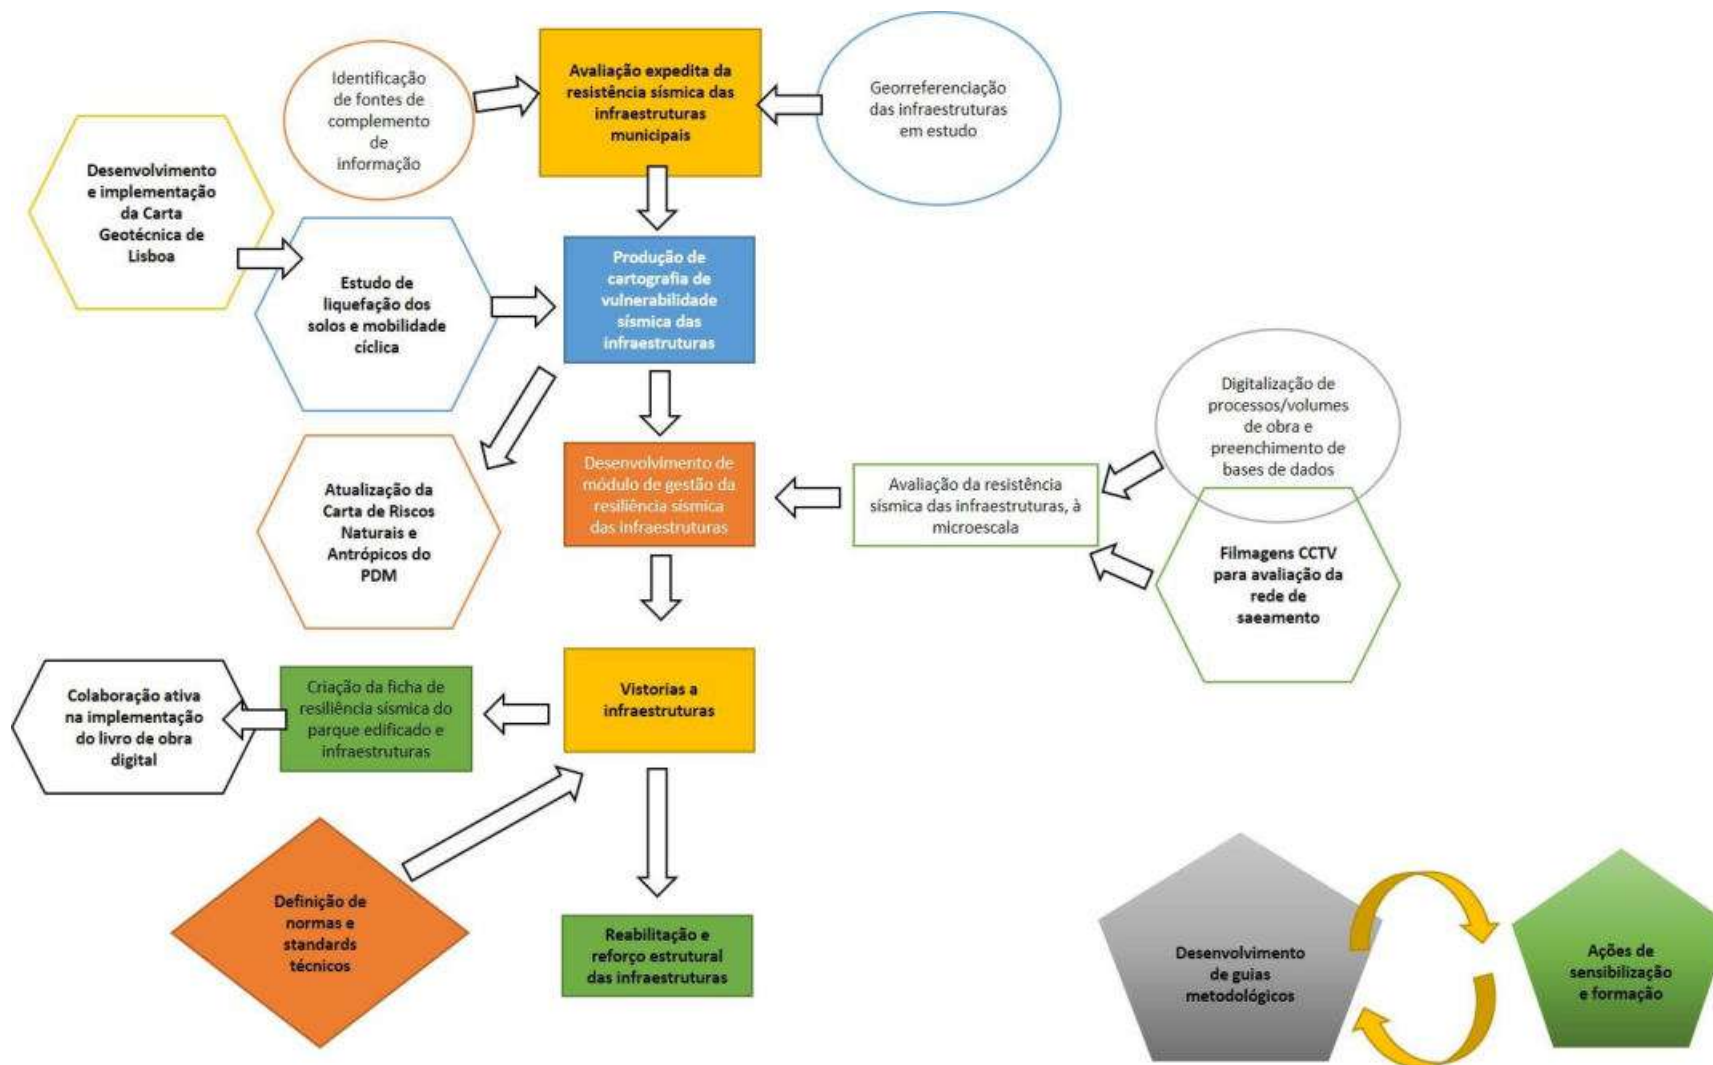 Identificação
de fontes de
complemento
de
informação
Avaliação expedita da
resistência sísmica das
infraestruturas
municipais
Georreferenciação
das infraestruturas
em estudo
Desenvolvimento
e implementação
da Carta
Geotécnica de
Lisboa
Estudo de
liquefação dos
solos e mobilidade
cíclica
Produção de
cartografia de
vulnerabilidade
sísmica das
infraestruturas
Digitalização de
processos/volumes
de obra e
preenchimento de
bases de dados
Atualização da
Carta de Riscos
Naturais e
Antrópicos do
PDM
Desenvolvimento de
módulo de gestão da
resiliência sísmica
das infraestruturas
Avaliação da resistência
sísmica das infraestruturas, à
microescala
Filmagens CCTV
para avaliação da
rede de
saeamento
Colaboração ativa
na implementação
do livro de obra
digital
Criação da ficha de
resiliência sísmica do
parque edificado e
infraestruturas
Vistorias a
infraestruturas
Definição de
normas e
standards
técnicos
Reabilitação e
reforço estrutural
das infraestruturas
Desenvolvimento
de guias
metodológicos
Ações de
sensibilização
e formação